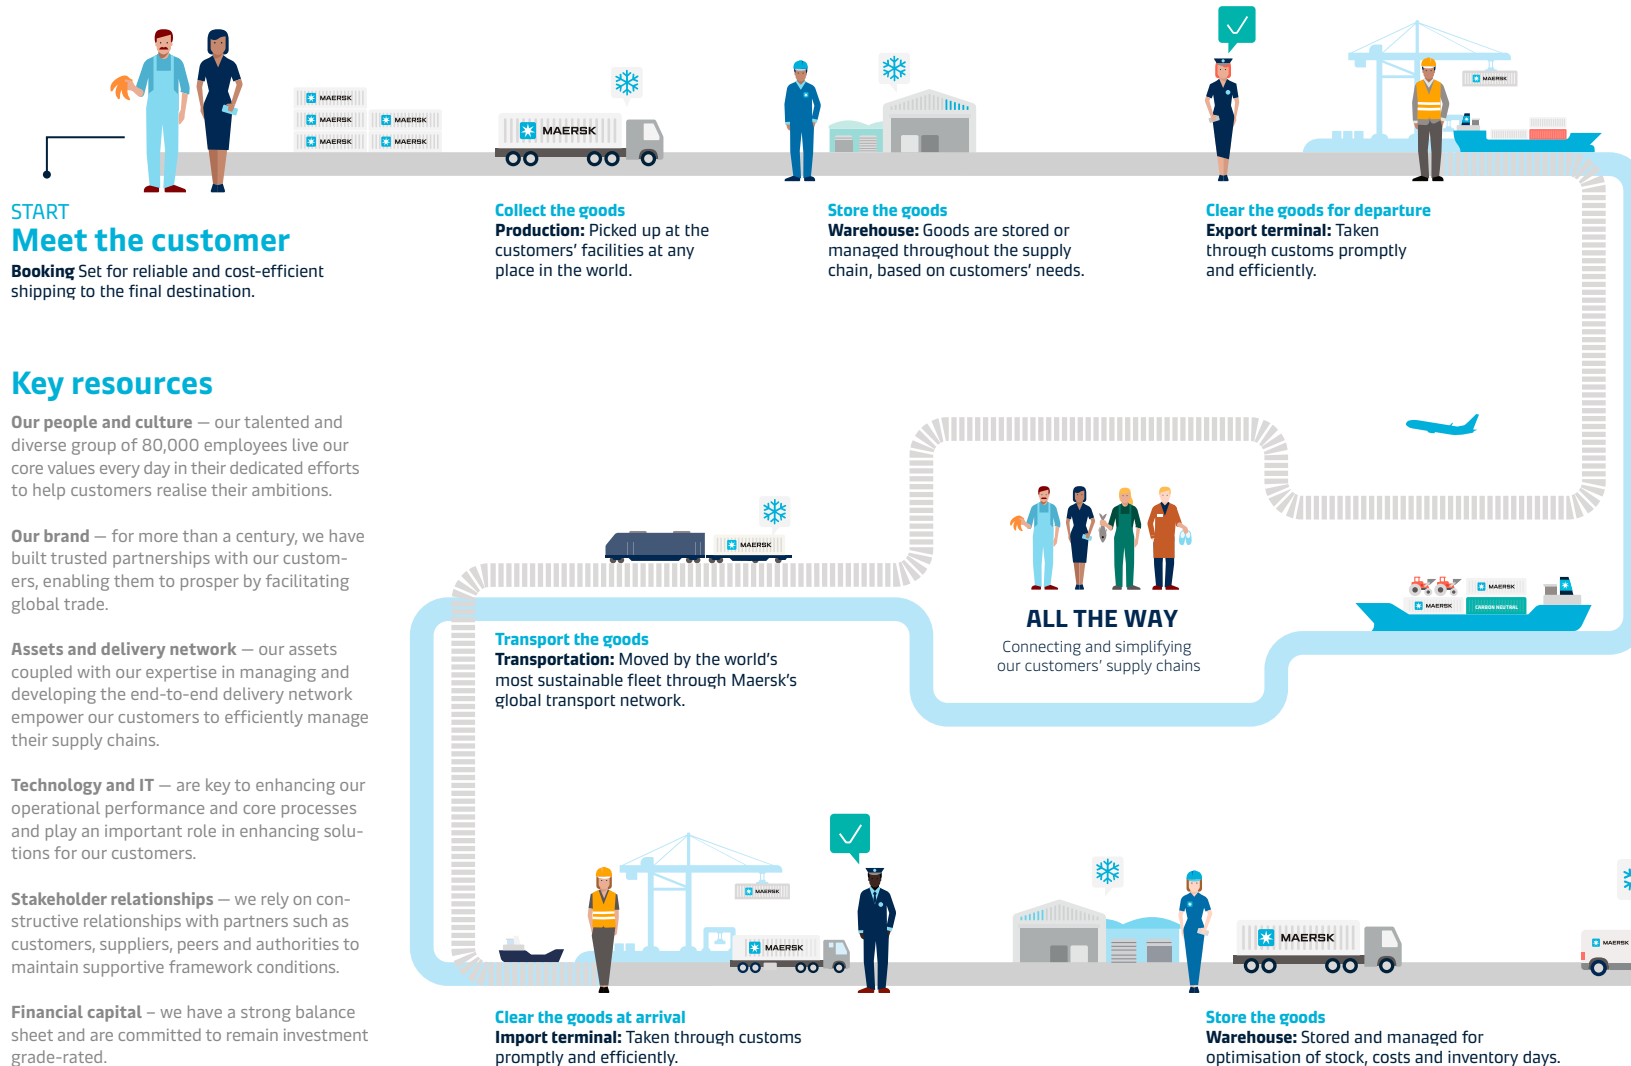 MAERSK
MAERSK
MAERSK
MAERSK
MAERSK
MAERSK
MAERSK
START
Meet the customer
Booking Set for reliable and cost-efficient
shipping to the final destination.
Collect the goods
Production: Picked up at the
customers' facilities at any
place in the world.
Store the goods
Warehouse: Goods are stored or
managed throughout the supply
chain, based on customers' needs.
Clear the goods for departure
Export terminal: Taken
through customs promptly
and efficiently.
Key resources
Our people and culture — our talented and
diverse group of 80,000 employees live our
core values every day in their dedicated efforts
to help customers realise their ambitions.
Our brand — for more than a century, we have
built trusted partnerships with our custom-
ers, enabling them to prosper by facilitating
global trade.
Assets and delivery network — our assets
coupled with our expertise in managing and
developing the end-to-end delivery network
empower our customers to efficiently manage
their supply chains.
Technology and IT — are key to enhancing our
operational performance and core processes
and play an important role in enhancing solu-
tions for our customers.
Stakeholder relationships — we rely on con-
structive relationships with partners such as
customers, suppliers, peers and authorities to
maintain supportive framework conditions.
Financial capital – we have a strong balance
sheet and are committed to remain investment
grade-rated.
MAERSK
Transport the goods
Transportation: Moved by the world's
most sustainable fleet through Maersk's
global transport network.
ALL THE WAY
Connecting and simplifying
our customers' supply chains
MAERSK
MAERSK
CARBON NEUTRAL
MAERSK
MAERSK
MAERSK
MAERSK
Clear the goods at arrival
Import terminal: Taken through customs
promptly and efficiently.
Store the goods
Warehouse: Stored and managed for
optimisation of stock, costs and inventory days.